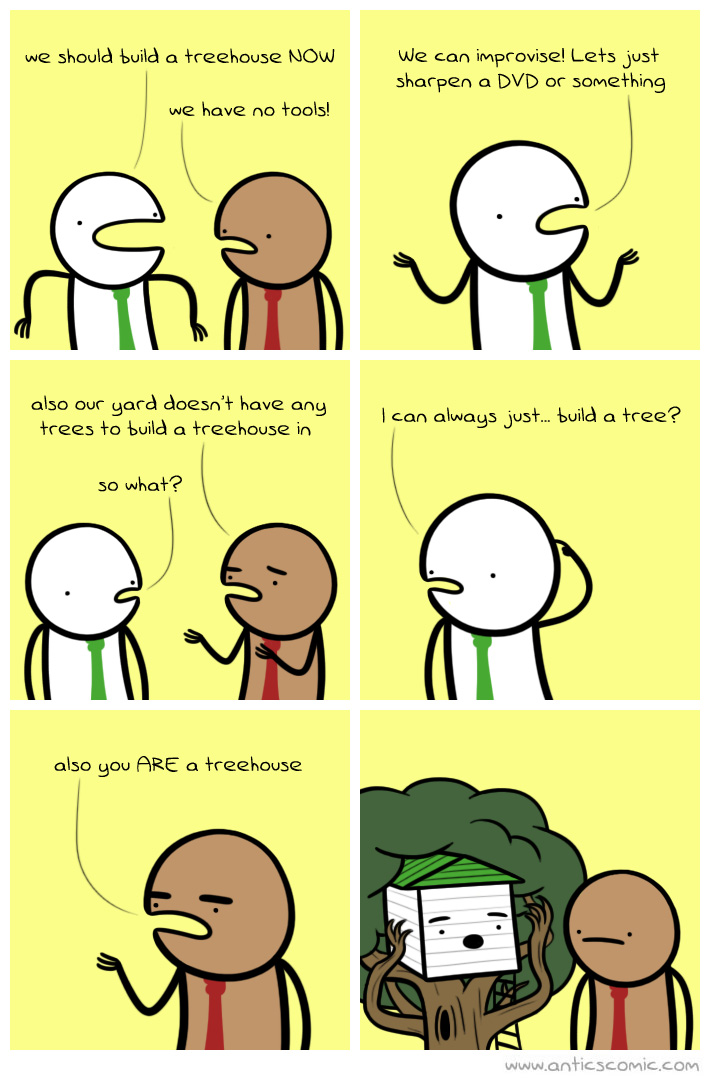 we should build a treehouse NOW
we have no tools!
We can improvise! Lets just
sharpen a DVD or something
also our yard doesn't have any
trees to build a treehouse in
so what?
I can always just... build a tree?
also you ARE a treehouse
www.anticscomic.com